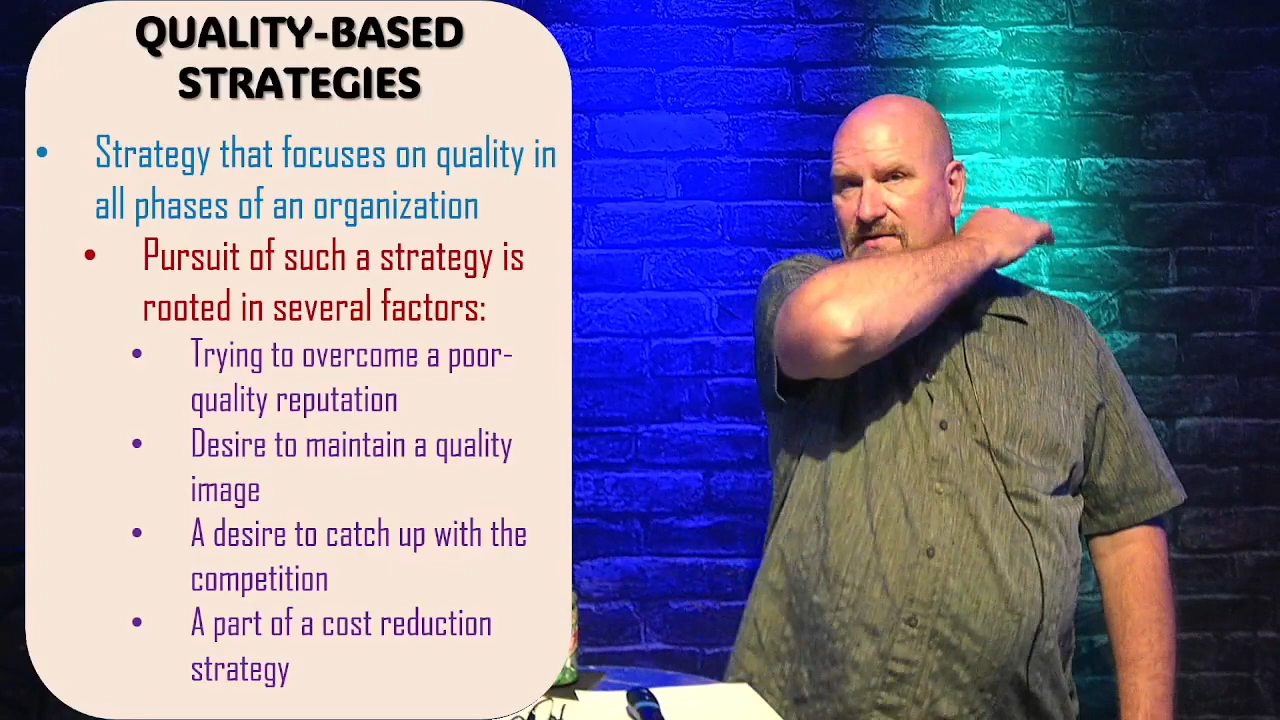 QUALITY-BASED
STRATEGIES
• Strategy that focuses on quality in
all phases of an organization
• Pursuit of such a strategy is
rooted in several factors:
• Trying to overcome a poor-
quality reputation
• Desire to maintain a quality
image
• A desire to catch up with the
competition
• A part of a cost reduction
strategy